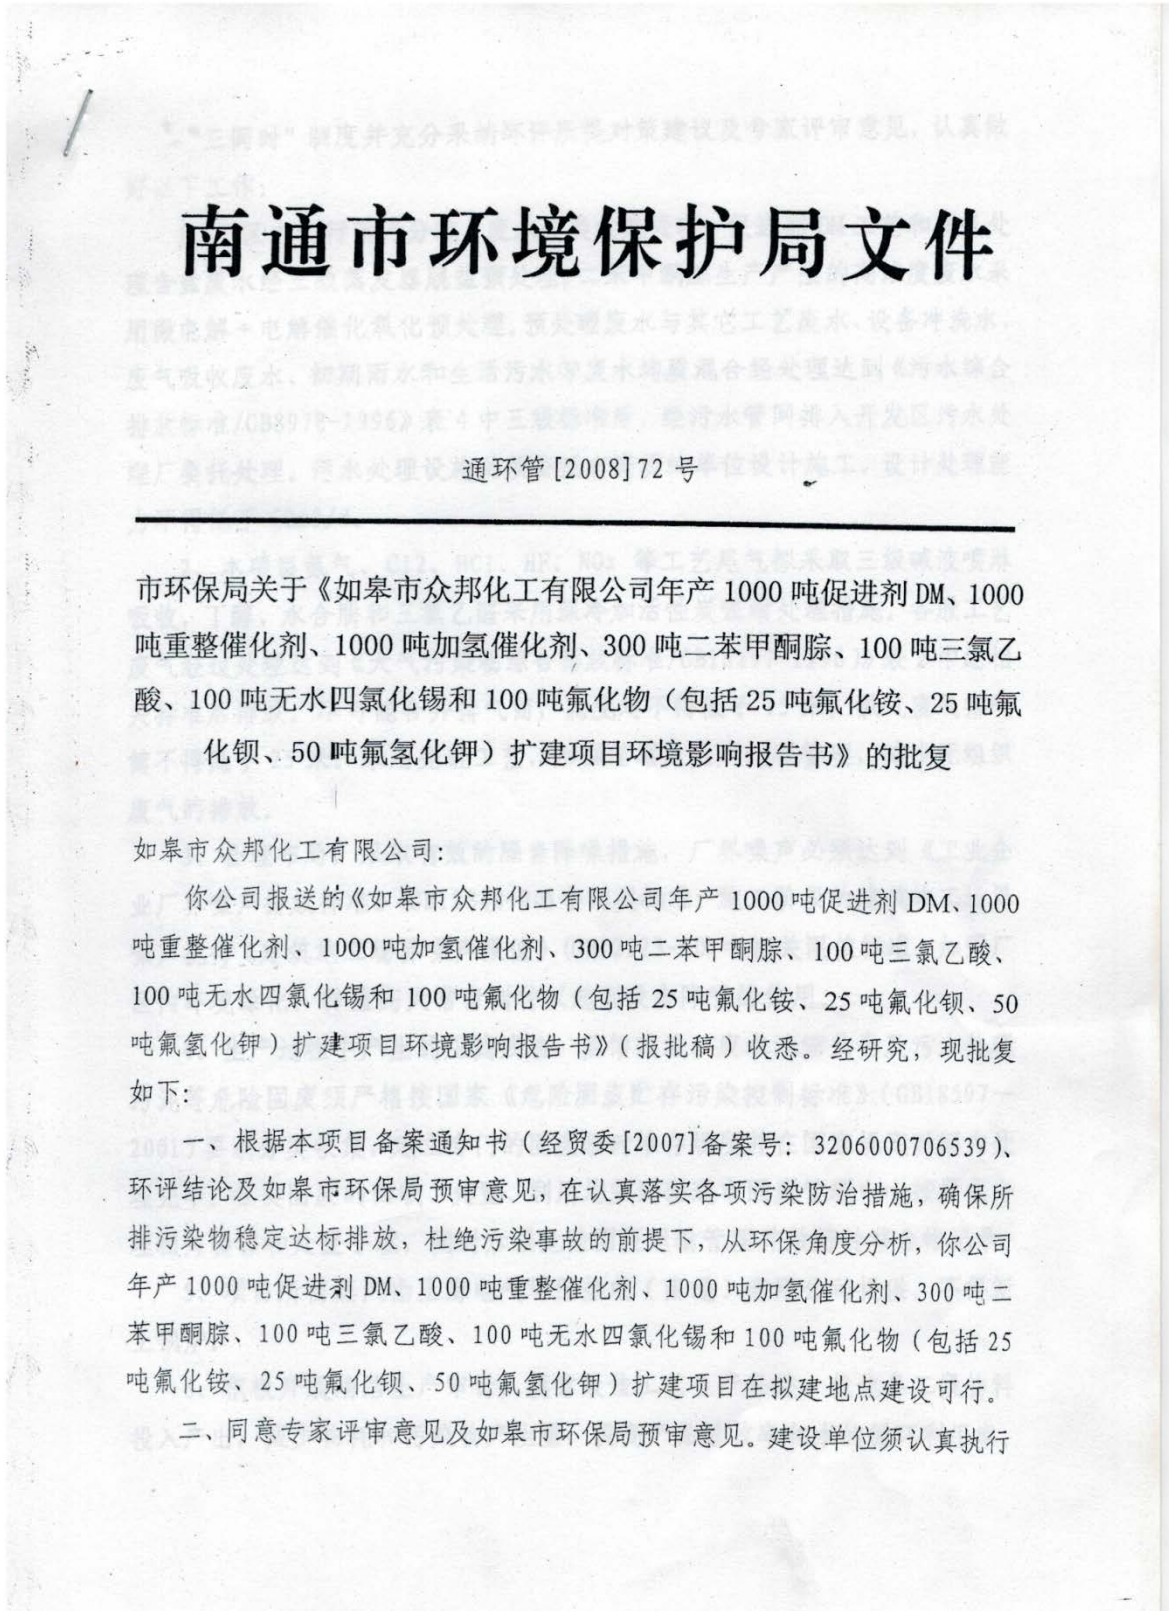 南通市环境保护局文件
通环管[2008]72号
市环保局关于《如皋市众邦化工有限公司年产1000吨促进剂DM、1000
吨重整催化剂、1000吨加氢催化剂、300吨二苯甲酮腙、100吨三氯乙
酸、100吨无水四氯化锡和100吨氟化物（包括25吨氟化铵、25吨氟
化钡、50吨氟氢化钾）扩建项目环境影响报告书》的批复
如皋市众邦化工有限公司:
你公司报送的《如皋市众邦化工有限公司年产1000吨促进剂DM、1000
吨重整催化剂、1000吨加氢催化剂、300吨二苯甲酮腙、100吨三氯乙酸、
100吨无水四氯化锡和100吨氟化物（包括25吨氟化铵、25吨氟化钡、50
吨氟氢化钾）扩建项目环境影响报告书》（报批稿）收悉。经研究，现批复
如下:
一、根据本项目备案通知书（经贸委[2007]备案号：3206000706539）、
环评结论及如皋市环保局预审意见，在认真落实各项污染防治措施，确保所
排污染物稳定达标排放，杜绝污染事故的前提下，从环保角度分析，你公司
年产1000吨促进剂DM、1000吨重整催化剂、1000吨加氢催化剂、300吨二
苯甲酮腙、100吨三氯乙酸、100吨无水四氯化锡和100吨氟化物（包括25
吨氟化铵、25吨氟化钡、50吨氟氢化钾）扩建项目在拟建地点建设可行。
二、同意专家评审意见及如皋市环保局预审意见。建设单位须认真执行